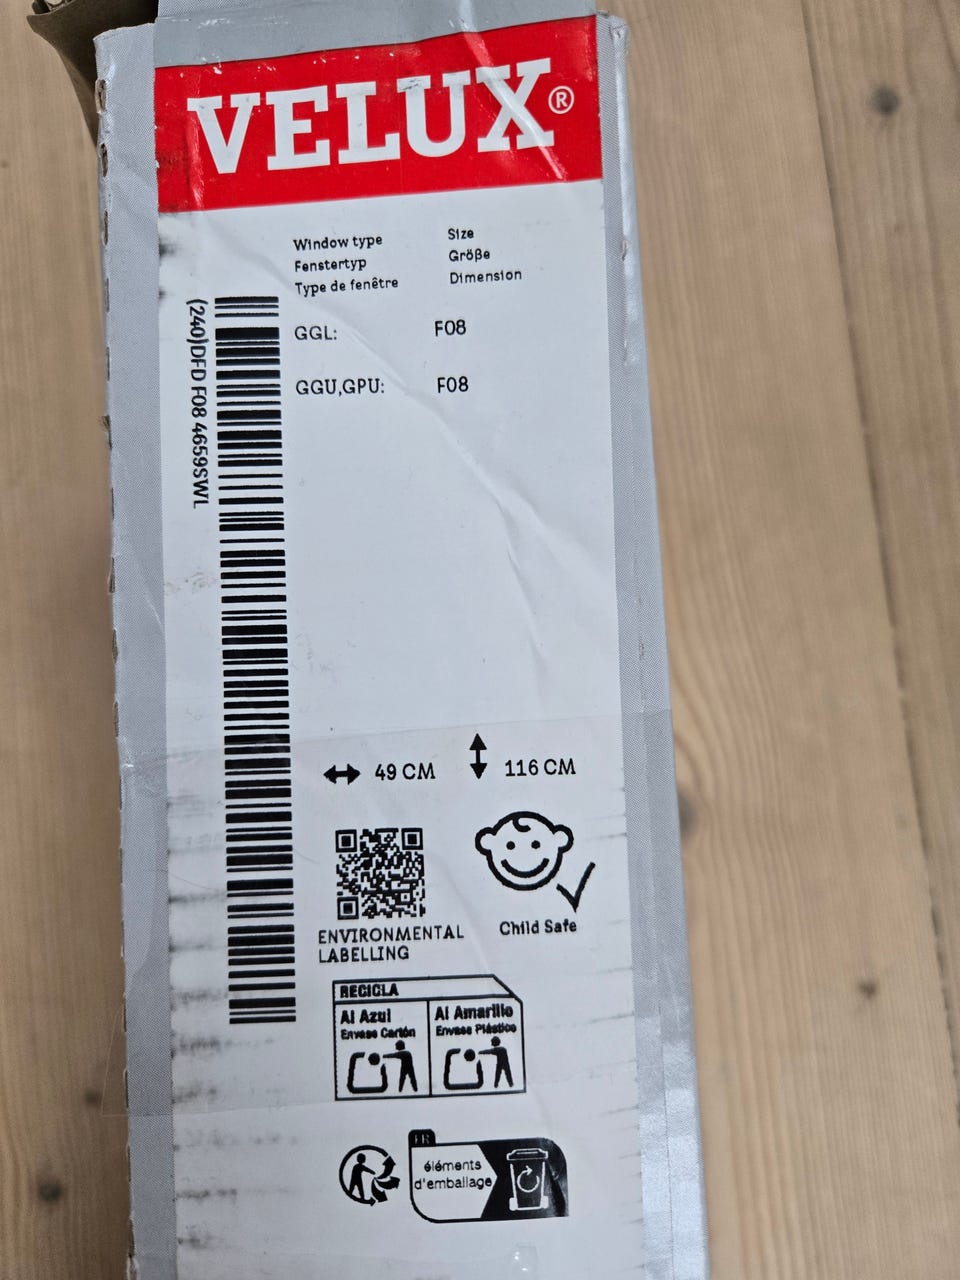 VELUX®
Window type
Fenstertyp
Type de fenêtre
Size
Größe
Dimension
GGL: F08
GGU,GPU: F08
(240)DFD F08 4659SWL
49 CM
116 CM
ENVIRONMENTAL
LABELLING
Child Safe
RECICLA
Al Azul
Envase Cartón
Al Amarillo
Envase Plástico
FR
éléments
d'emballage